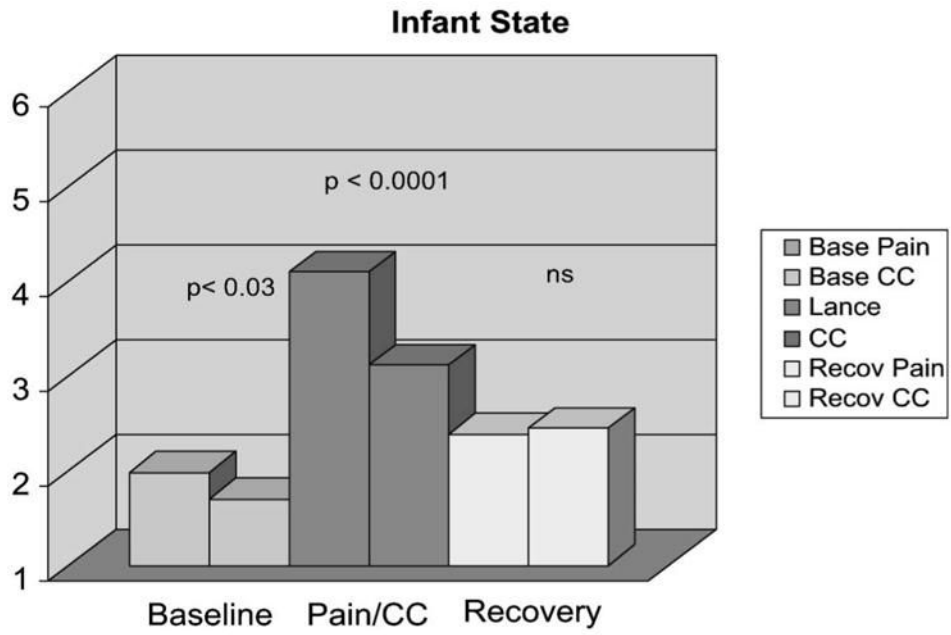 Infant State
6
5
4
3
2
1
p < 0.0001
p< 0.03
ns
Baseline
Pain/CC
Recovery
Base Pain
Base CC
Lance
CC
Recov Pain
Recov CC